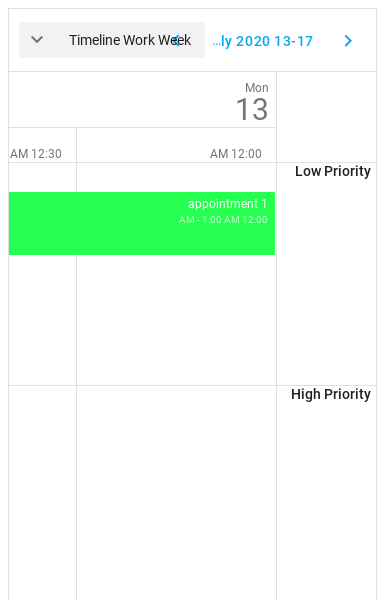 Timeline Work Week
…ly 2020 13-17
Mon
13
AM 12:30
AM 12:00
Low Priority
appointment 1
AM - 1:00 AM 12:00
High Priority